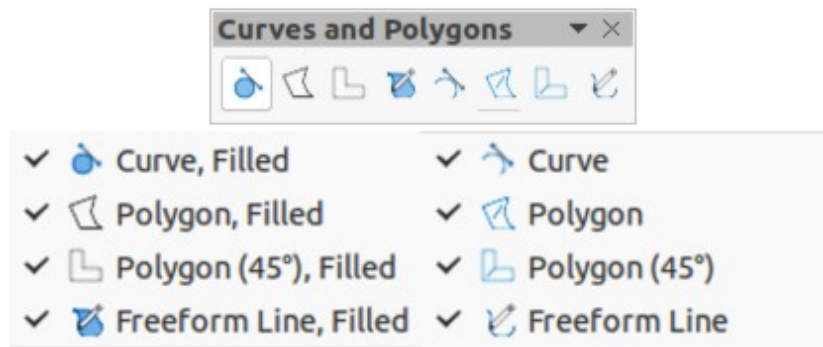 Curves and Polygons
Curve, Filled
Polygon, Filled
Polygon (45°), Filled
Freeform Line, Filled
Curve
Polygon
Polygon (45°)
Freeform Line